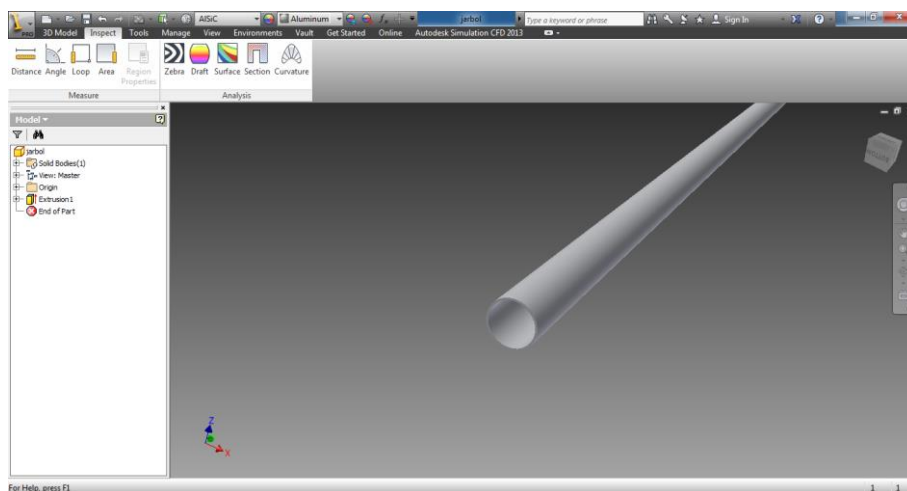 PRO
AlSiC Aluminum jarbol Type a keyword or phrase Sign In
3D Model Inspect Tools Manage View Environments Vault Get Started Online Autodesk Simulation CFD 2013
Distance Angle Loop Area Region Properties Zebra Draft Surface Section Curvature
Measure Analysis
Model
jarbol
Solid Bodies(1)
View: Master
Origin
Extrusion1
End of Part
Z
X
For Help, press F1 1 1